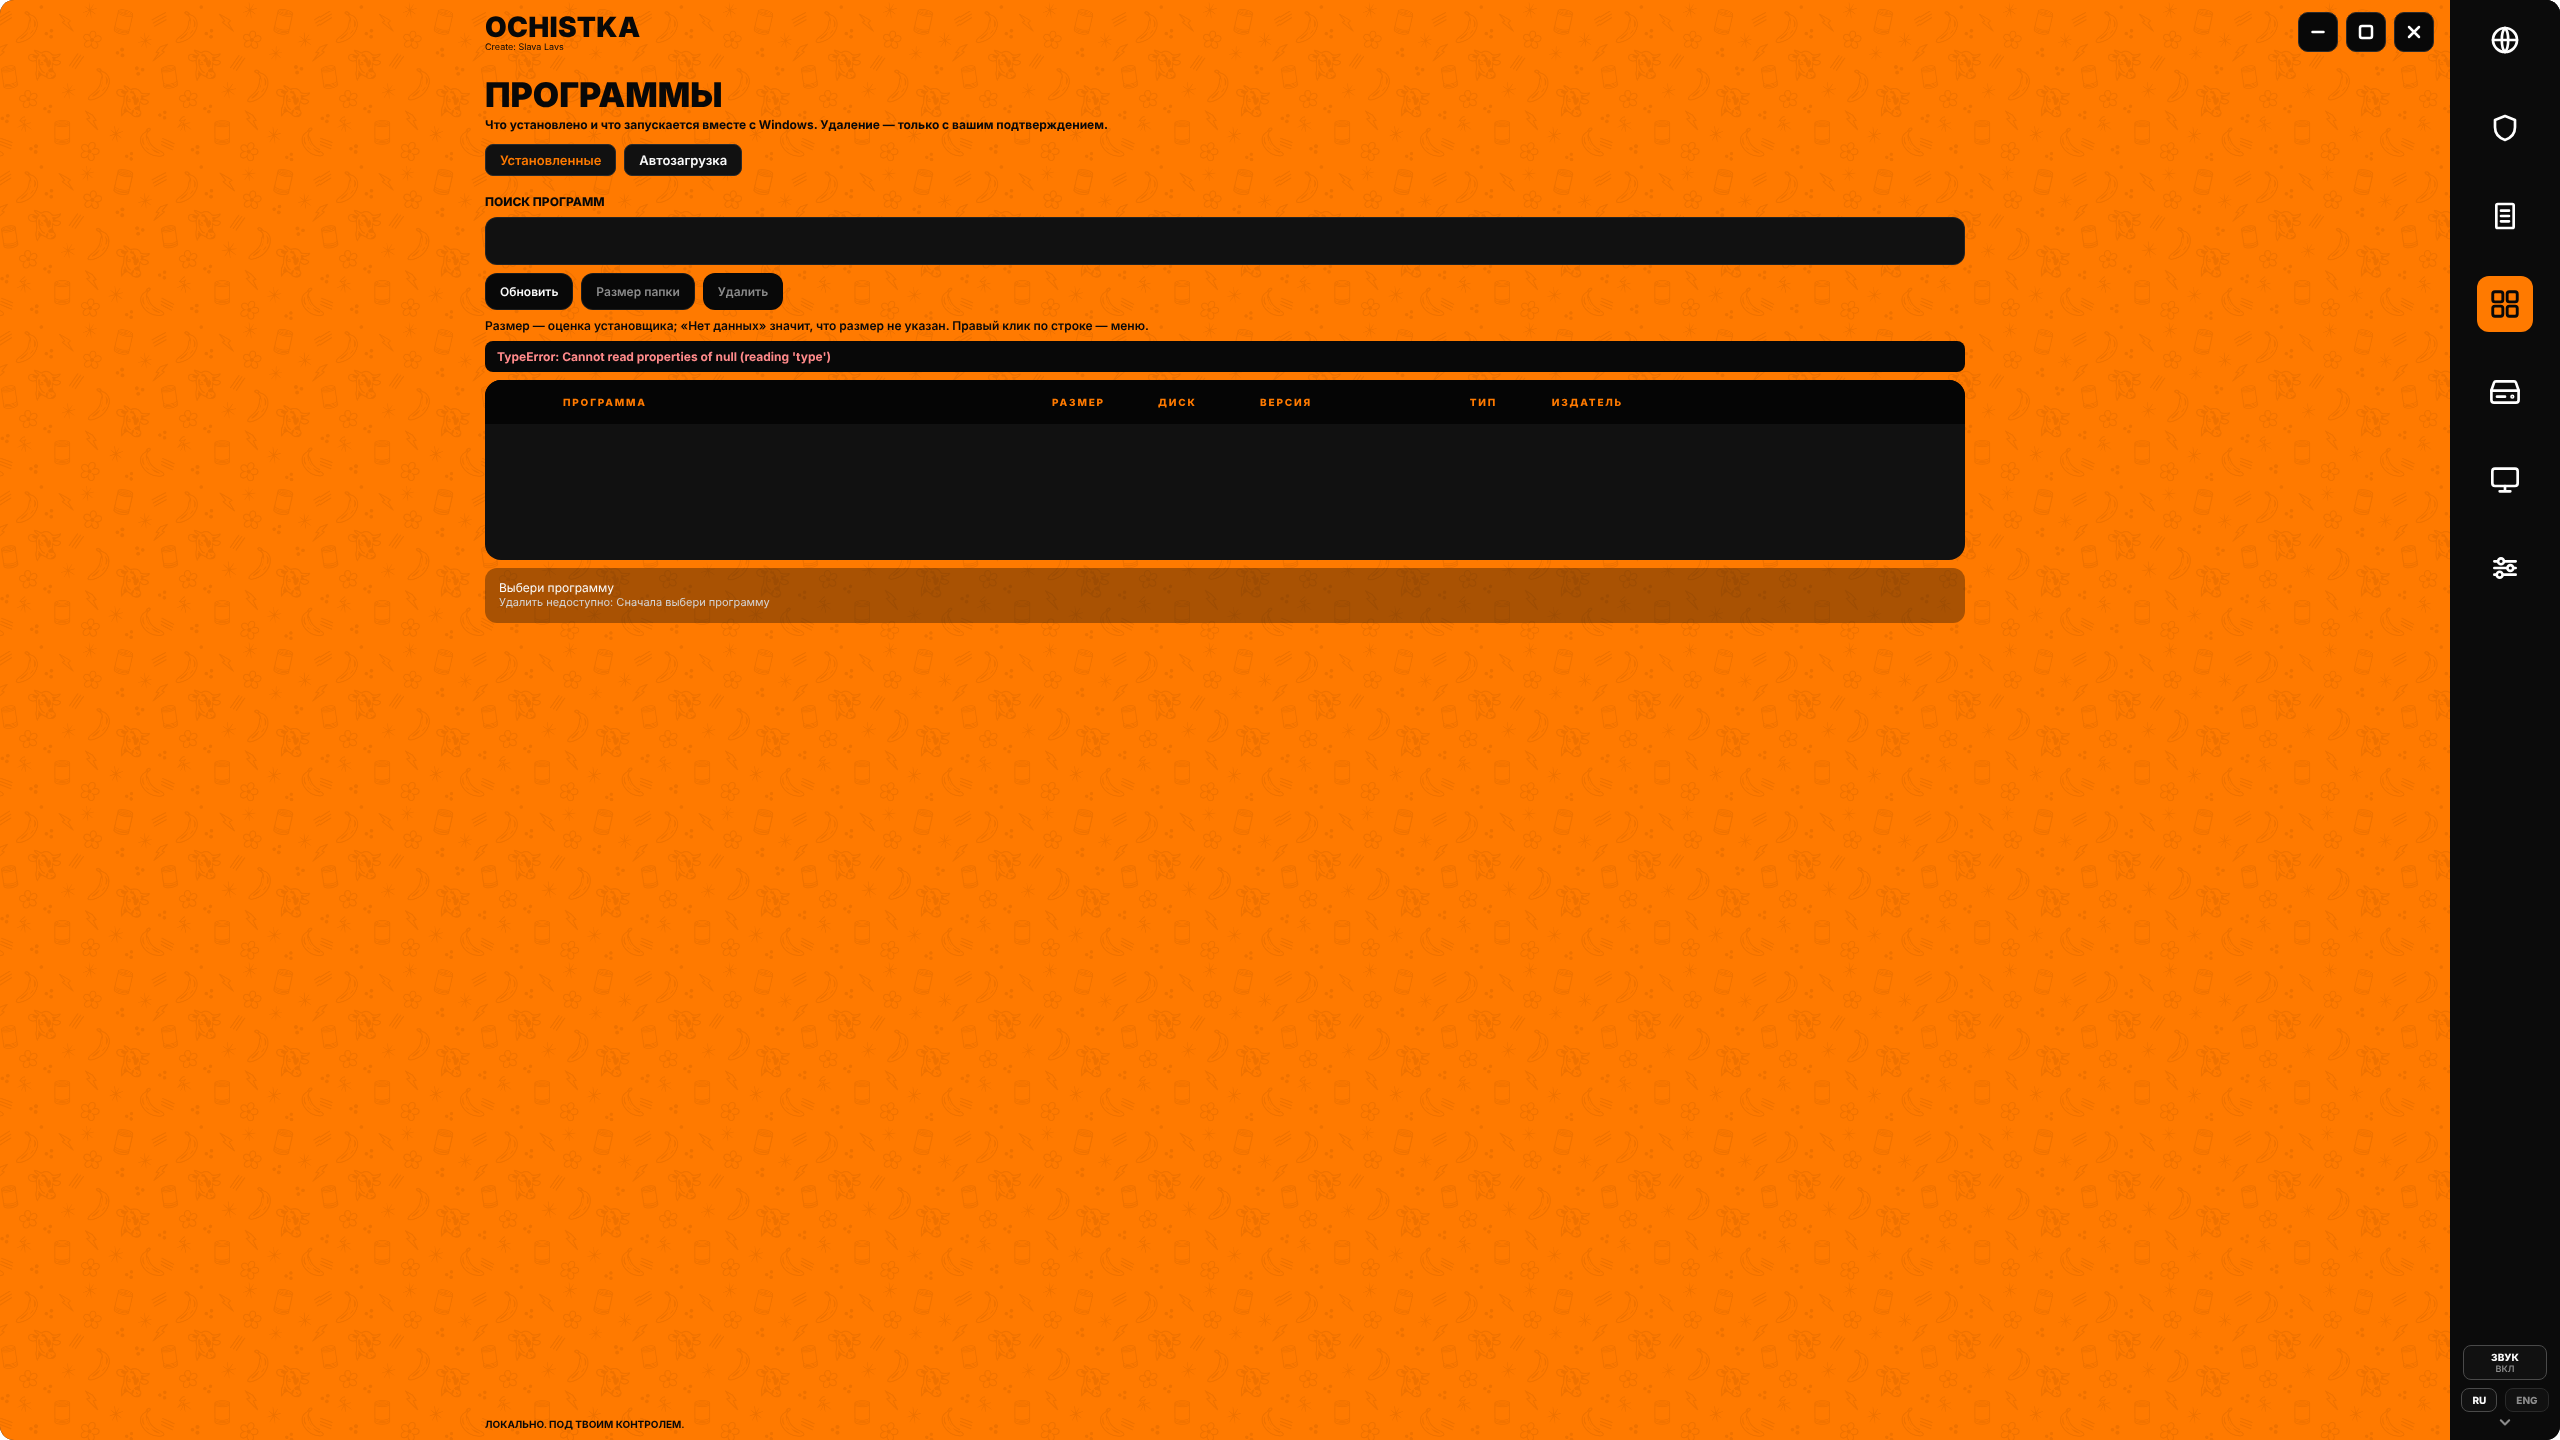 OCHISTKA
Create: Slava Lavs
ПРОГРАММЫ
Что установлено и что запускается вместе с Windows. Удаление — только с вашим подтверждением.
Установленные Автозагрузка
ПОИСК ПРОГРАММ
Обновить Размер папки Удалить
Размер — оценка установщика; «Нет данных» значит, что размер не указан. Правый клик по строке — меню.
TypeError: Cannot read properties of null (reading 'type')
ПРОГРАММА РАЗМЕР ДИСК ВЕРСИЯ ТИП ИЗДАТЕЛЬ
Выбери программу
Удалить недоступно: Сначала выбери программу
ЗВУК
ВКЛ
RU ENG
ЛОКАЛЬНО. ПОД ТВОИМ КОНТРОЛЕМ.